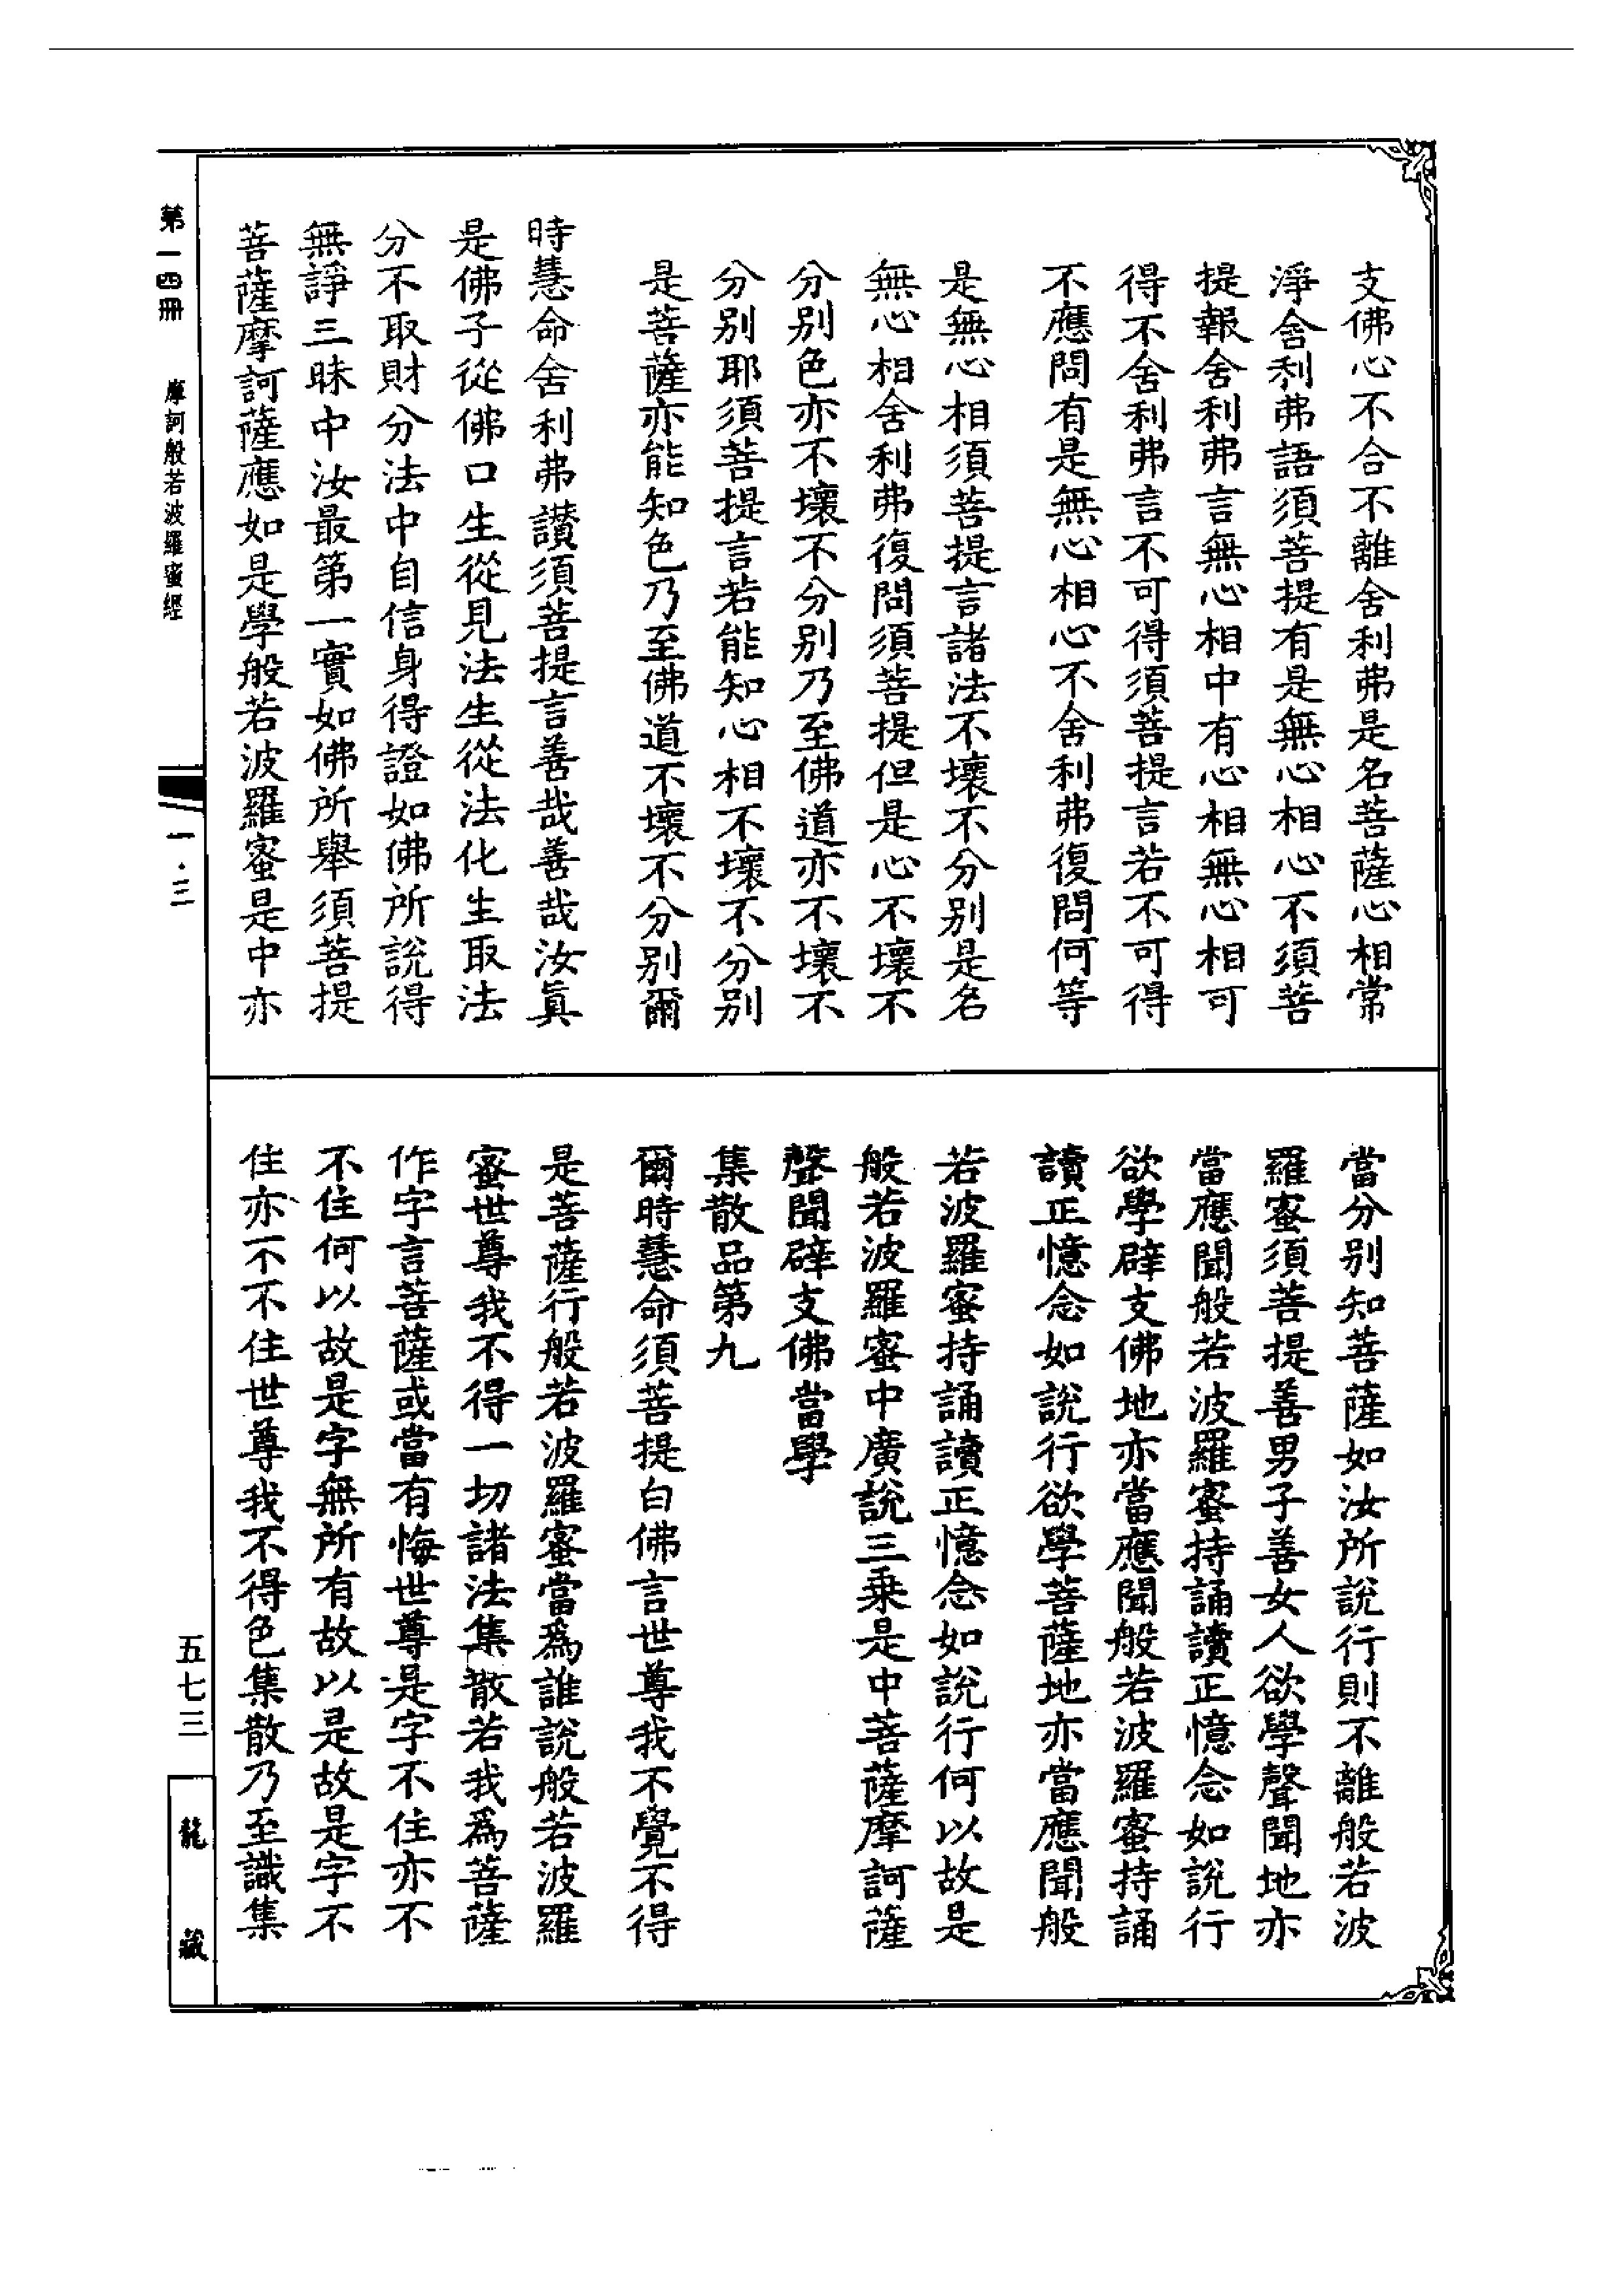 支佛心不合不離舍利弗是名菩薩心相常
淨舍利弗語須菩提有是無心相心不須菩
提報舍利弗言無心相中有心相無心相可
得不舍利弗言不可得須菩提言若不可得
不應問有是無心相心不舍利弗復問何等
是無心相須菩提言諸法不壞不分別是名
無心相舍利弗復問須菩提但是心不壞不
分別色亦不壞不分別乃至佛道亦不壞不
分別耶須菩提言若能知心相不壞不分別
是菩薩亦能知色乃至佛道不壞不分別爾
時慧命舍利弗讚須菩提言善哉善哉汝真
是佛子從佛口生從見法生從法化生取法
分不取財分法中自信身得證如佛所說得
無諍三昧中汝最第一實如佛所舉須菩提
菩薩摩訶薩應如是學般若波羅蜜是中亦
當分別知菩薩如汝所說行則不離般若波
羅蜜須菩提善男子善女人欲學聲聞地亦
當應聞般若波羅蜜持誦讀正憶念如說行
欲學辟支佛地亦當應聞般若波羅蜜持誦
讀正憶念如說行欲學菩薩地亦當應聞般
若波羅蜜持誦讀正憶念如說行何以故是
般若波羅蜜中廣說三乘是中菩薩摩訶薩
聲聞辟支佛當學
集散品第九
爾時慧命須菩提白佛言世尊我不覺不得
是菩薩行般若波羅蜜當為誰說般若波羅
蜜世尊我不得一切諸法集散若我為菩薩
作字言菩薩或當有悔世尊是字不住亦不
不住何以故是字無所有故以是故是字不
住亦不不住世尊我不得色集散乃至識集
第一四冊 摩訶般若波羅蜜經
一·三
五七三
龍藏